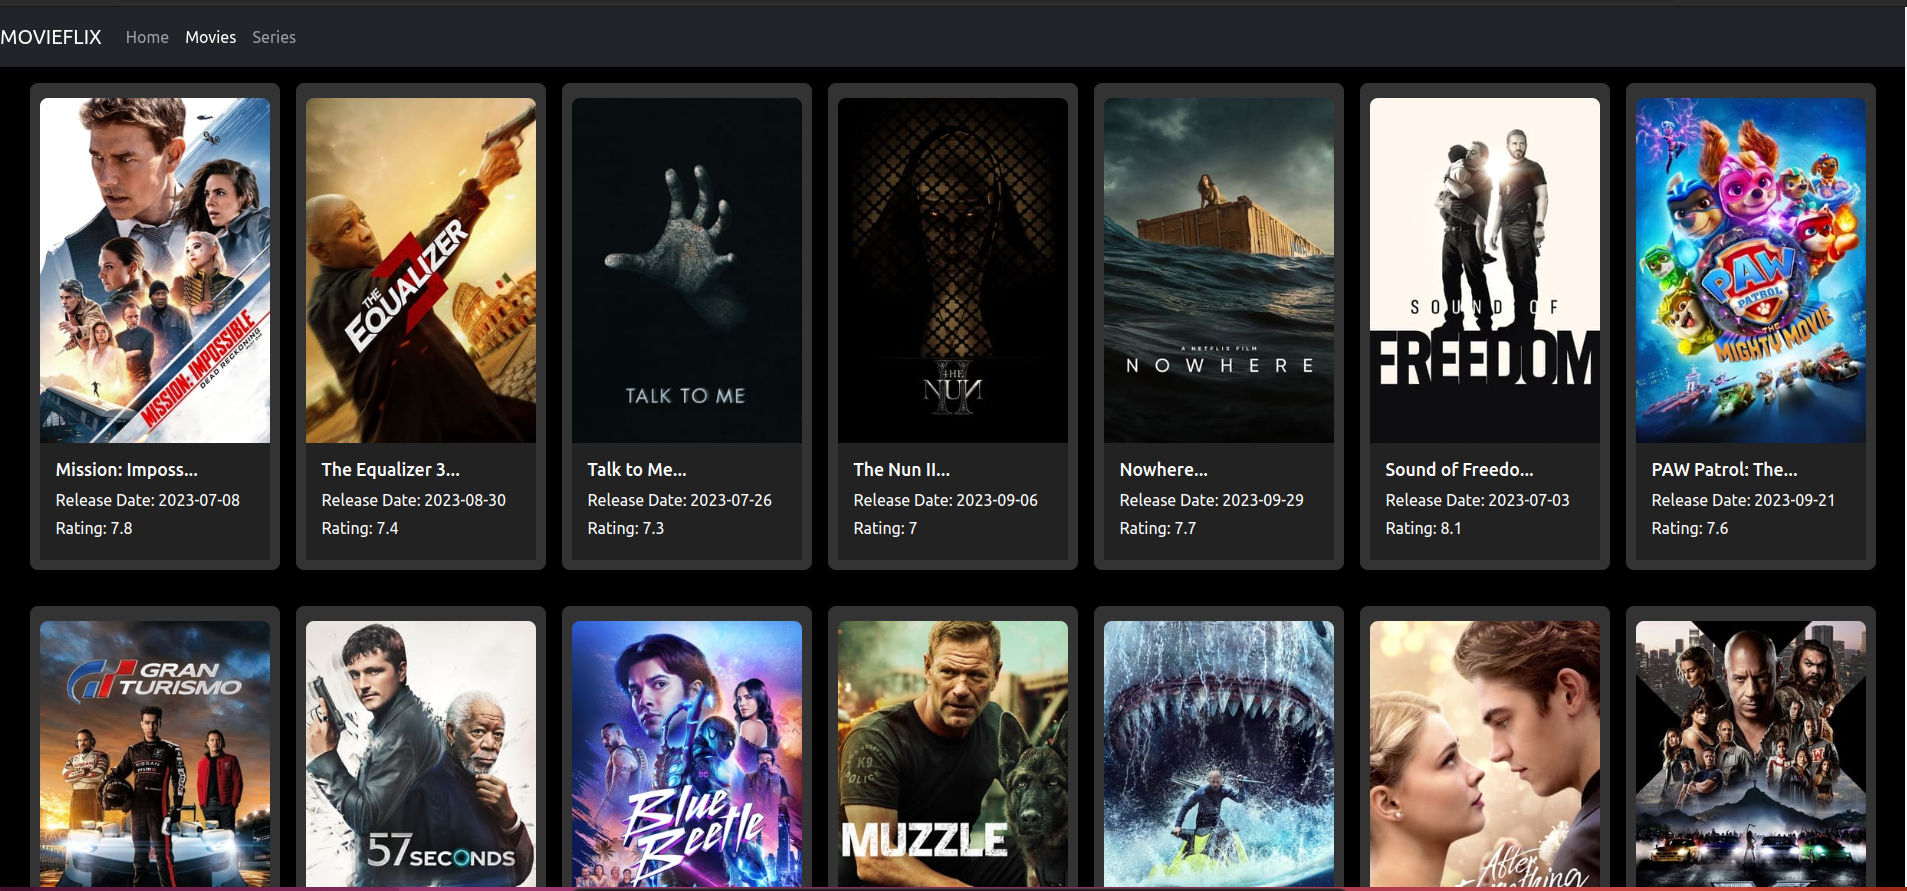 MOVIEFLIX Home Movies Series
MISSION: IMPOSSIBLE
DEAD RECKONING
THE
EQUALIZER
3
TALK TO ME
THE
NUN
II
A NETFLIX FILM
NOWHERE
SOUND OF
FREEDOM
PAW
PATROL
THE
MIGHTY MOVIE
Mission: Imposs...
Release Date: 2023-07-08
Rating: 7.8
The Equalizer 3...
Release Date: 2023-08-30
Rating: 7.4
Talk to Me...
Release Date: 2023-07-26
Rating: 7.3
The Nun II...
Release Date: 2023-09-06
Rating: 7
Nowhere...
Release Date: 2023-09-29
Rating: 7.7
Sound of Freedo...
Release Date: 2023-07-03
Rating: 8.1
PAW Patrol: The...
Release Date: 2023-09-21
Rating: 7.6
GRAN
TURISMO
NISSAN
57 SECONDS
DC
Blue
Beetle
K9
POLICE
MUZZLE
After